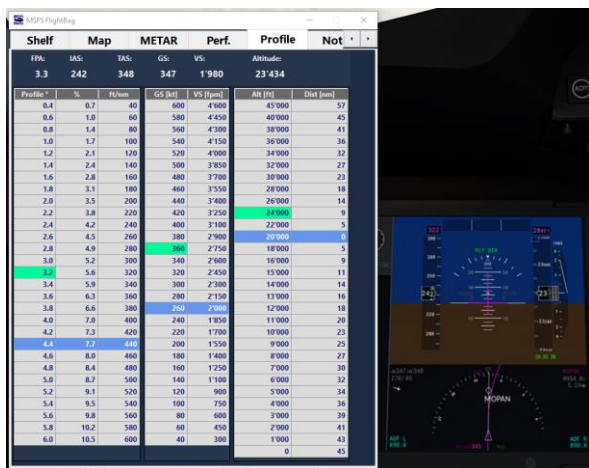 MSFS FlightBag
Shelf Map METAR Perf. Profile Not
FPA: IAS: TAS: GS: VS: Altitude:
3.3 242 348 347 1'980 23'434
Profile ° % ft/nm GS [kt] VS [fpm] Alt [ft] Dist [nm]
0.4 0.7 40 600 4'600 45'000 57
0.6 1.0 60 580 4'450 40'000 45
0.8 1.4 80 560 4'300 38'000 41
1.0 1.7 100 540 4'150 36'000 36
1.2 2.1 120 520 4'000 34'000 32
1.4 2.4 140 500 3'850 32'000 27
1.6 2.8 160 480 3'700 30'000 23
1.8 3.1 180 460 3'550 28'000 18
2.0 3.5 200 440 3'400 26'000 14
2.2 3.8 220 420 3'250 24'000 9
2.4 4.2 240 400 3'100 22'000 5
2.6 4.5 260 380 2'900 20'000 0
2.8 4.9 280 360 2'750 18'000 5
3.0 5.2 300 340 2'600 16'000 9
3.2 5.6 320 320 2'450 15'000 11
3.4 5.9 340 300 2'300 14'000 14
3.6 6.3 360 280 2'150 13'000 16
3.8 6.6 380 260 2'000 12'000 18
4.0 7.0 400 240 1'850 11'000 20
4.2 7.3 420 220 1'700 10'000 23
4.4 7.7 440 200 1'550 9'000 25
4.6 8.0 460 180 1'400 8'000 27
4.8 8.4 480 160 1'250 7'000 30
5.0 8.7 500 140 1'100 6'000 32
5.2 9.1 520 120 900 5'000 34
5.4 9.5 540 100 750 4'000 36
5.6 9.8 560 80 600 3'000 39
5.8 10.2 580 60 450 2'000 41
6.0 10.5 600 40 300 1'000 43
0 45
322
FLT DIR
23
MOPAN
345
ADF L
ADF R